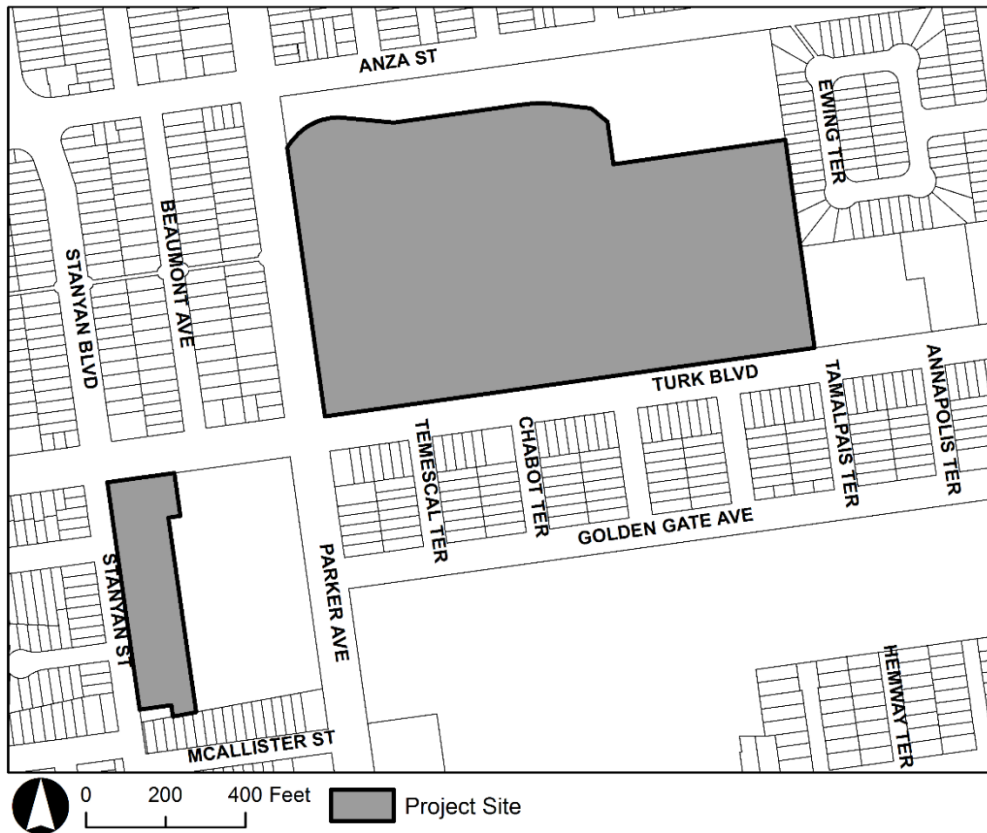 ANZA ST
EWING TER
BEAUMONT AVE
STANYAN BLVD
TURK BLVD
TEMESCAL TER
CHABOT TER
TAMALPAIS TER
ANNAPOLIS TER
GOLDEN GATE AVE
STANYAN ST
PARKER AVE
HEMWAY TER
MCALLISTER ST
0 200 400 Feet
Project Site